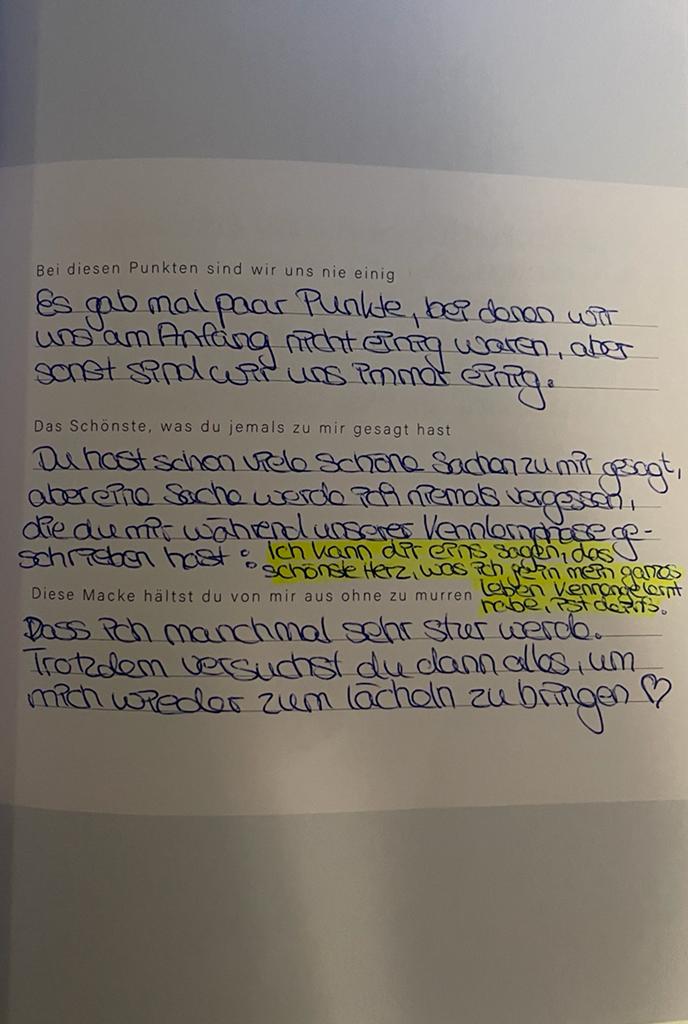 Bei diesen Punkten sind wir uns nie einig
Es gab mal paar Punkte, bei denen wir
uns am Anfang nicht einig waren, aber
sonst sind wir uns immer einig.
Das Schönste, was du jemals zu mir gesagt hast
Du hast schon viele schöne Sachen zu mir gesagt,
aber eine Sache werde ich niemals vergessen,
die du mir während unserer Kennlernphase ge-
schrieben hast: Ich kann dir eins sagen, das
schönste Herz, was ich je in mein ganzes
Leben kennengelernt
habe, ist deins.
Diese Macke hältst du von mir aus ohne zu murren
Dass ich manchmal sehr stur werde.
Trotzdem versuchst du dann alles, um
mich wieder zum lächeln zu bringen ♡